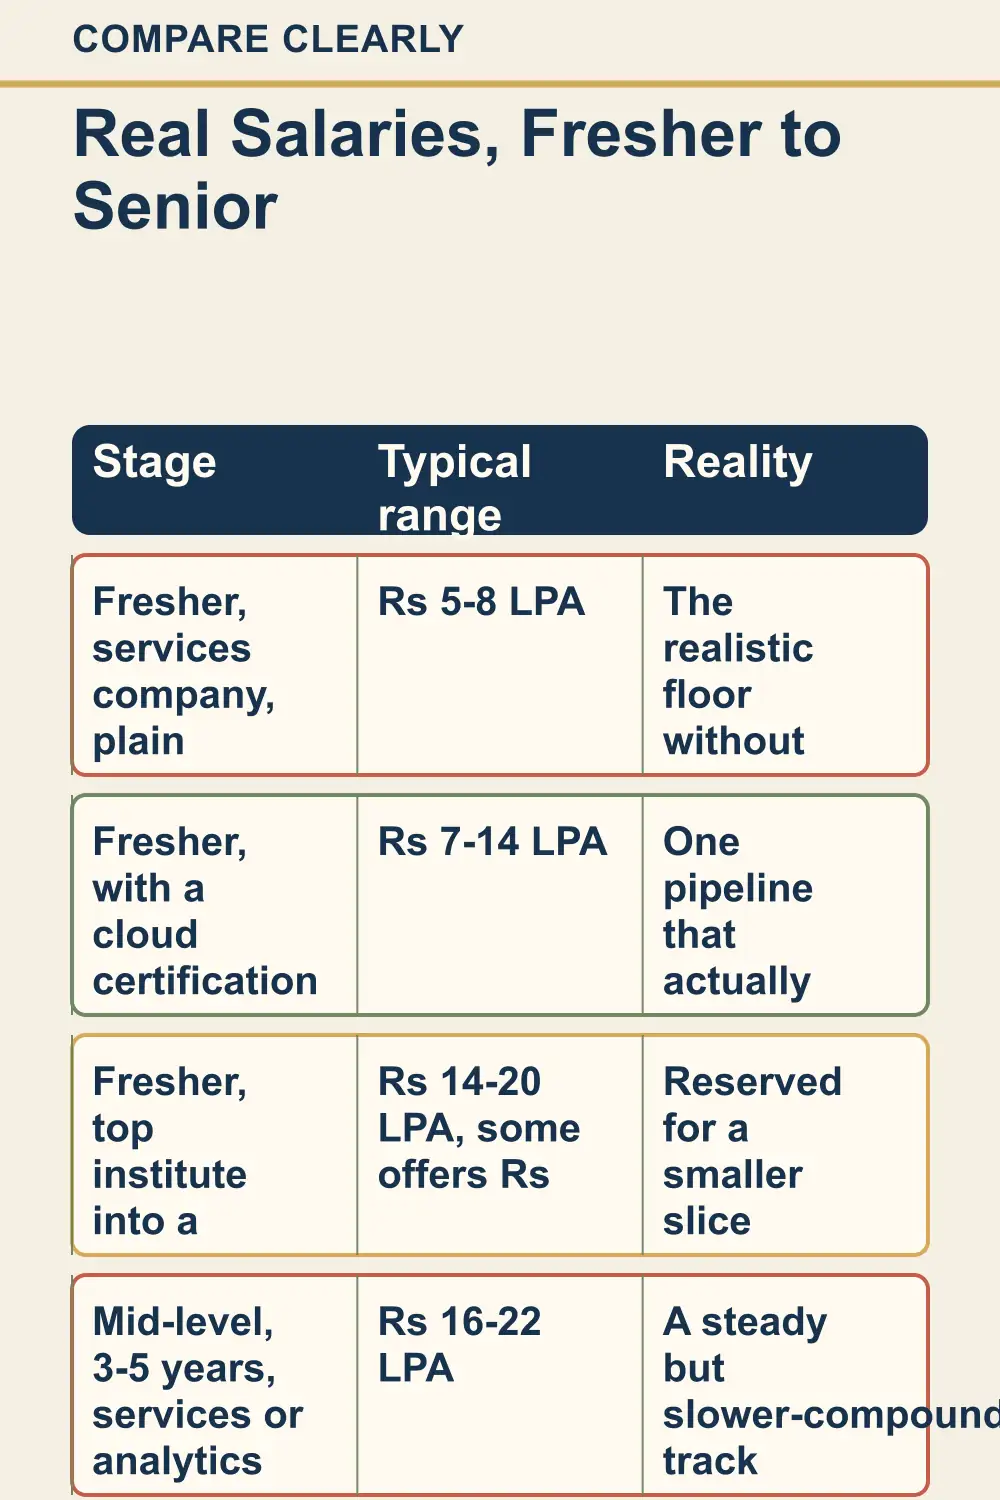 COMPARE CLEARLY
Real Salaries, Fresher to
Senior
Stage
Typical
range
Reality
Fresher,
services
company,
plain
Rs 5-8 LPA
The
realistic
floor
without
Fresher,
with a
cloud
certification
Rs 7-14 LPA
One
pipeline
that
actually
Fresher,
top
institute
into a
Rs 14-20
LPA, some
offers Rs
Reserved
for a
smaller
slice
Mid-level,
3-5 years,
services or
analytics
Rs 16-22
LPA
A steady
but
slower-compound
track